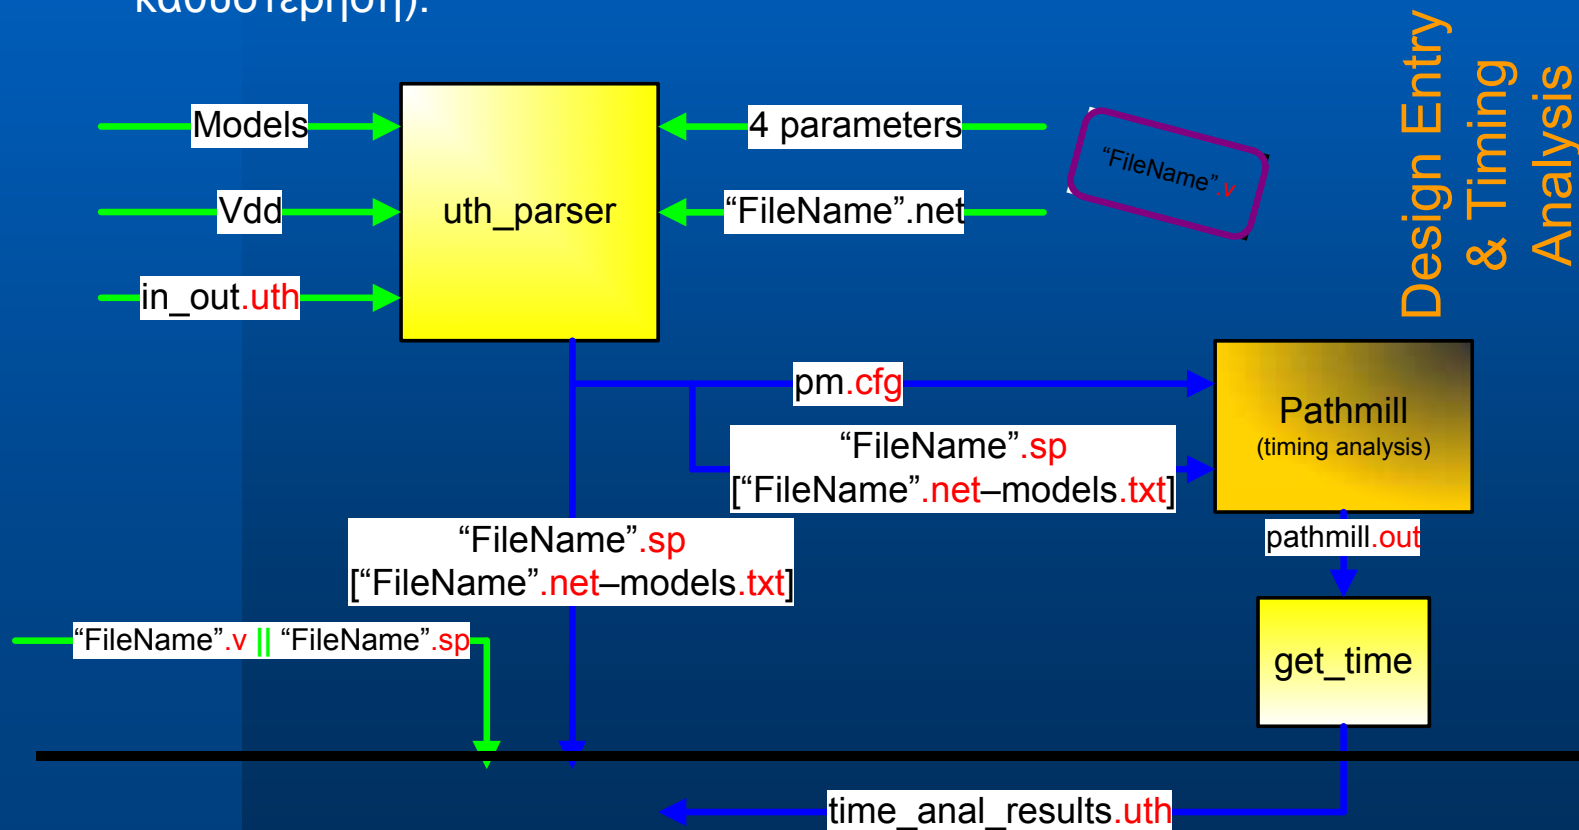 καθυστέρηση).
Design Entry
& Timing
Analysis
Models
4 parameters
“FileName”.v
Vdd
uth_parser
“FileName”.net
in_out.uth
pm.cfg
Pathmill
(timing analysis)
“FileName”.sp
[“FileName”.net–models.txt]
“FileName”.sp
[“FileName”.net–models.txt]
pathmill.out
“FileName”.v || “FileName”.sp
get_time
time_anal_results.uth